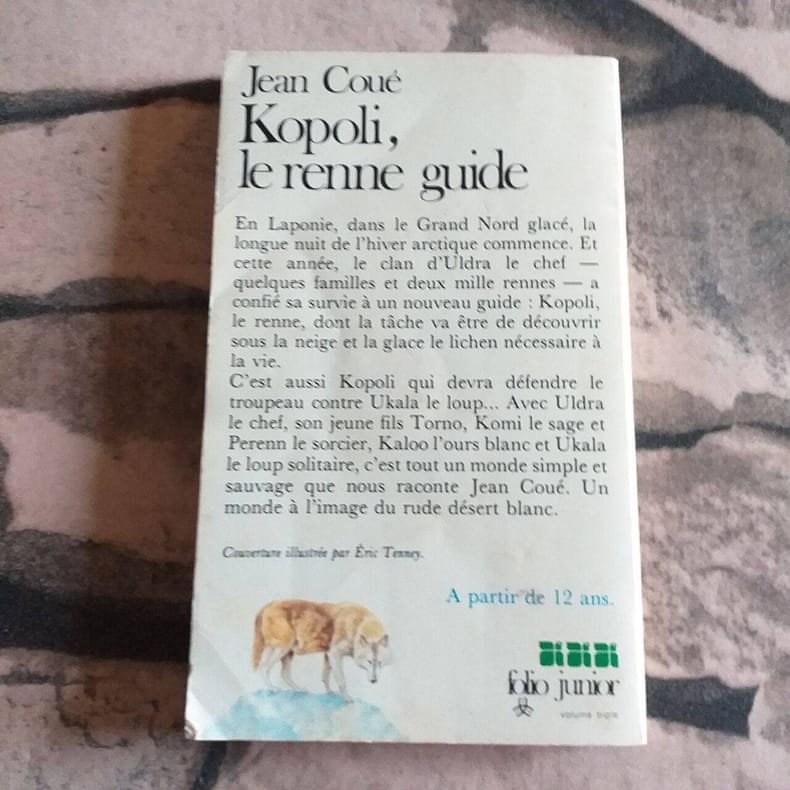 Jean Coué
Kopoli,
le renne guide
En Laponie, dans le Grand Nord glacé, la
longue nuit de l'hiver arctique commence. Et
cette année, le clan d'Uldra le chef —
quelques familles et deux mille rennes — a
confié sa survie à un nouveau guide : Kopoli,
le renne, dont la tâche va être de découvrir
sous la neige et la glace le lichen nécessaire à
la vie.
C'est aussi Kopoli qui devra défendre le
troupeau contre Ukala le loup... Avec Uldra
le chef, son jeune fils Torno, Komi le sage et
Perenn le sorcier, Kaloo l'ours blanc et Ukala
le loup solitaire, c'est tout un monde simple et
sauvage que nous raconte Jean Coué. Un
monde à l'image du rude désert blanc.
Couverture illustrée par Éric Tenney.
A partir de 12 ans.
folio junior
volume triple